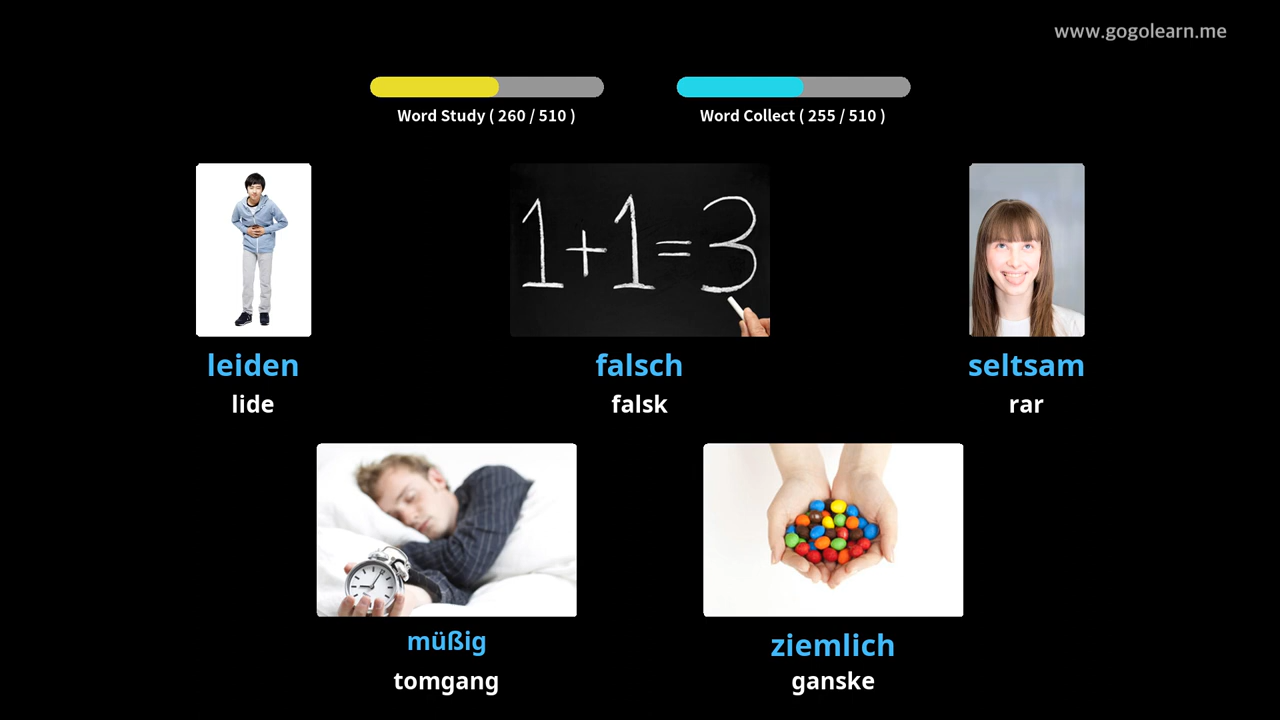 www.gogolearn.me
Word Study ( 260 / 510 )
Word Collect ( 255 / 510 )
1+1=3
leiden
lide
falsch
falsk
seltsam
rar
müßig
tomgang
ziemlich
ganske